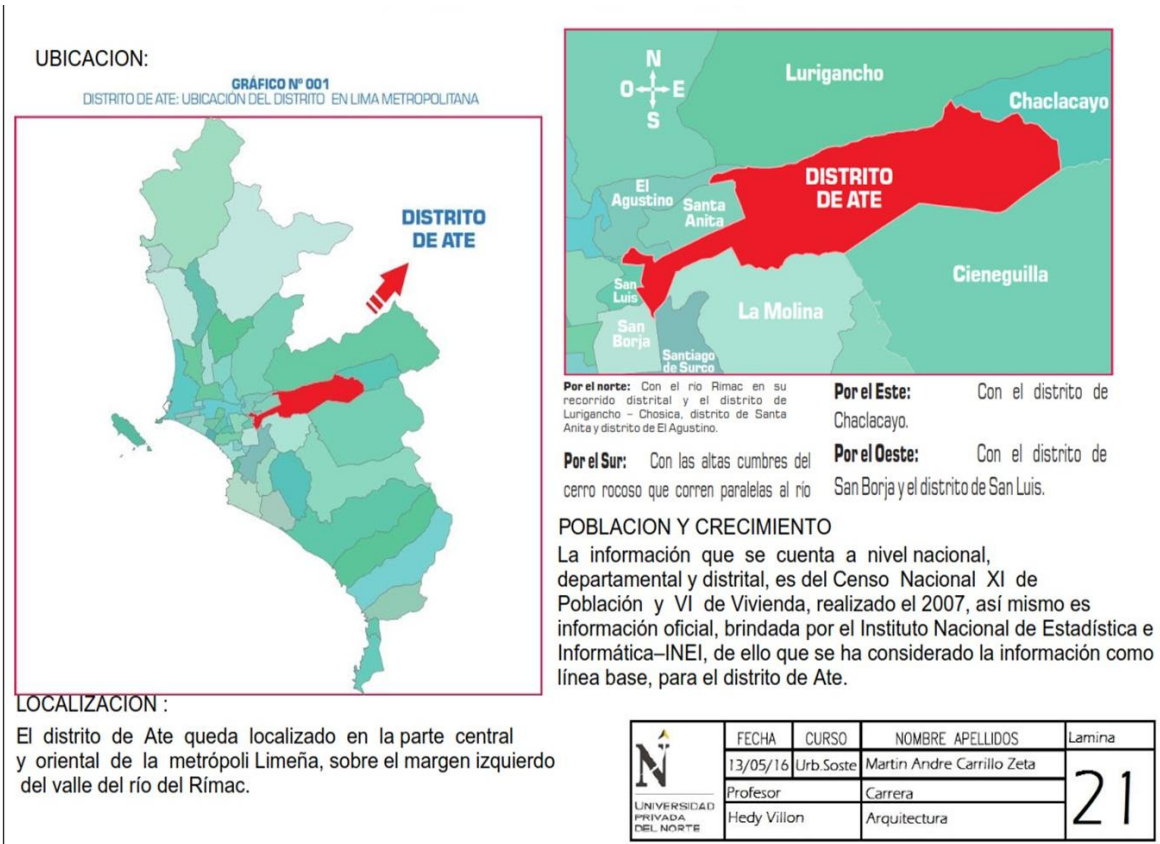 UBICACION:
GRÁFICO Nº 001
DISTRITO DE ATE: UBICACIÓN DEL DISTRITO EN LIMA METROPOLITANA
DISTRITO
DE ATE
LOCALIZACION :
El distrito de Ate queda localizado en la parte central
y oriental de la metrópoli Limeña, sobre el margen izquierdo
del valle del río del Rímac.
N
O
E
S
Lurigancho
Chaclacayo
DISTRITO
DE ATE
El
Agustino
Santa
Anita
Cieneguilla
San
Luis
La Molina
San
Borja
Santiago
de Surco
Por el norte: Con el río Rimac en su
recorrido distrital y el distrito de
Lurigancho – Chosica, distrito de Santa
Anita y distrito de El Agustino.
Por el Sur: Con las altas cumbres del
cerro rocoso que corren paralelas al río
Por el Este: Con el distrito de
Chaclacayo.
Por el Oeste: Con el distrito de
San Borja y el distrito de San Luis.
POBLACION Y CRECIMIENTO
La información que se cuenta a nivel nacional,
departamental y distrital, es del Censo Nacional XI de
Población y VI de Vivienda, realizado el 2007, así mismo es
información oficial, brindada por el Instituto Nacional de Estadística e
Informática–INEI, de ello que se ha considerado la información como
línea base, para el distrito de Ate.
N
UNIVERSIDAD
PRIVADA
DEL NORTE
FECHA CURSO NOMBRE APELLIDOS Lamina
13/05/16 Urb.Soste Martin Andre Carrillo Zeta
Profesor Carrera
Hedy Villon Arquitectura
21